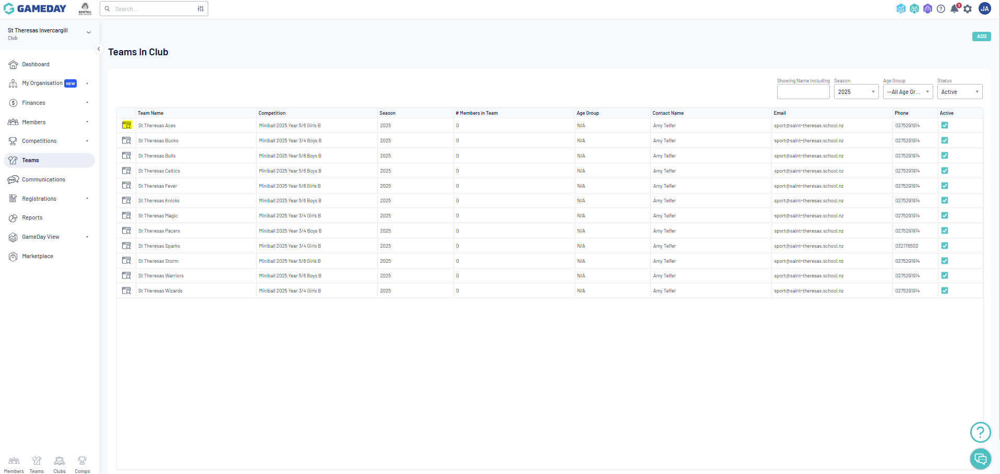 GAMEDAY
BASKETBALL
New Zealand
Search...
1
JA
St Theresas Invercargill
Club
ADD
Teams in Club
Dashboard
My Organisation NEW
Finances
Members
Competitions
Teams
Communications
Registrations
Reports
GameDay View
Marketplace
Showing Name Including Season Age Group Status
2025 --All Age Gr... Active
Team Name Competition Season # Members in Team Age Group Contact Name Email Phone Active
St Theresas Aces Miniball 2025 Year 5/6 Girls B 2025 0 N/A Amy Telfer sport@saint-theresas.school.nz 0275291914
St Theresas Bucks Miniball 2025 Year 3/4 Boys B 2025 0 N/A Amy Telfer sport@saint-theresas.school.nz 0275291914
St Theresas Bulls Miniball 2025 Year 5/6 Boys B 2025 0 N/A Amy Telfer sport@saint-theresas.school.nz 0275291914
St Theresas Celtics Miniball 2025 Year 5/6 Boys B 2025 0 N/A Amy Telfer sport@saint-theresas.school.nz 0275291914
St Theresas Fever Miniball 2025 Year 5/6 Girls B 2025 0 N/A Amy Telfer sport@saint-theresas.school.nz 0275291914
St Theresas Knicks Miniball 2025 Year 5/6 Boys B 2025 0 N/A Amy Telfer sport@saint-theresas.school.nz 0275291914
St Theresas Magic Miniball 2025 Year 3/4 Girls B 2025 0 N/A Amy Telfer sport@saint-theresas.school.nz 0275291914
St Theresas Pacers Miniball 2025 Year 3/4 Boys B 2025 0 N/A Amy Telfer sport@saint-theresas.school.nz 0275291914
St Theresas Sparks Miniball 2025 Year 3/4 Girls B 2025 0 N/A Amy Telfer sport@saint-theresas.school.nz 032176502
St Theresas Storm Miniball 2025 Year 5/6 Girls B 2025 0 N/A Amy Telfer sport@saint-theresas.school.nz 0275291914
St Theresas Warriors Miniball 2025 Year 5/6 Boys B 2025 0 N/A Amy Telfer sport@saint-theresas.school.nz 0275291914
St Theresas Wizards Miniball 2025 Year 3/4 Girls B 2025 0 N/A Amy Telfer sport@saint-theresas.school.nz 0275291914
Members Teams Clubs Comps